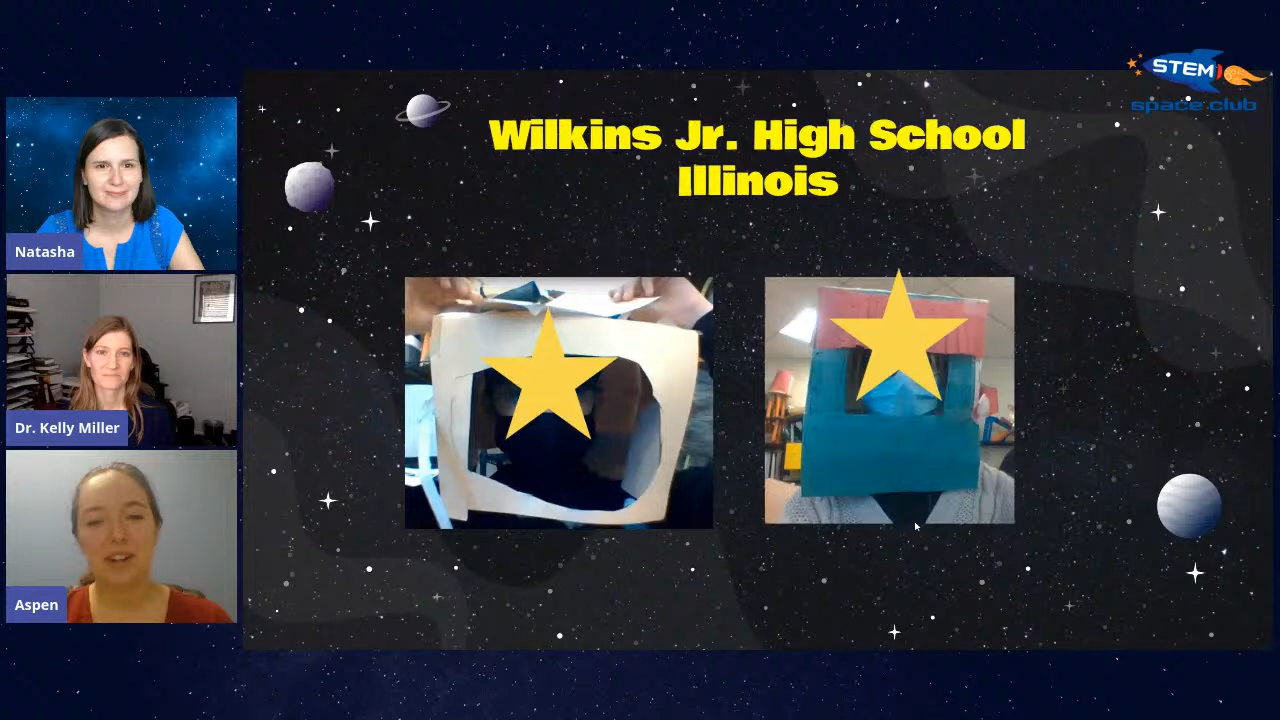 STEM
space club
Wilkins Jr. High School
Illinois
Natasha
Dr. Kelly Miller
Aspen